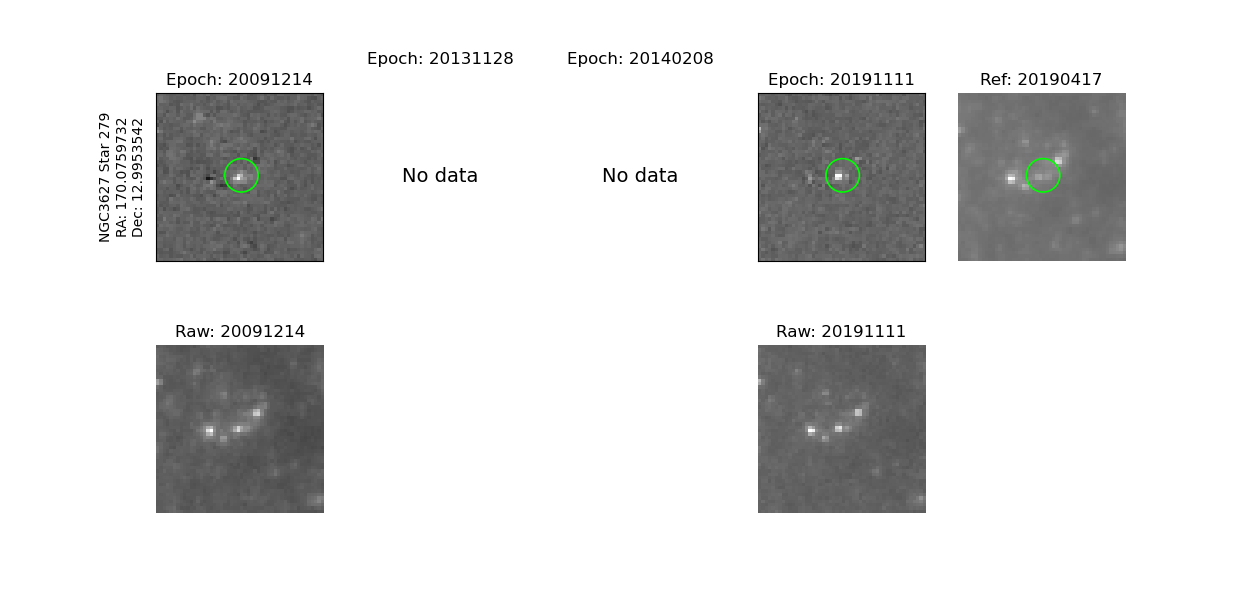 Epoch: 20131128
Epoch: 20140208
Epoch: 20091214
Epoch: 20191111
Ref: 20190417
NGC3627 Star 279
RA: 170.0759732
Dec: 12.9953542
No data
No data
Raw: 20091214
Raw: 20191111